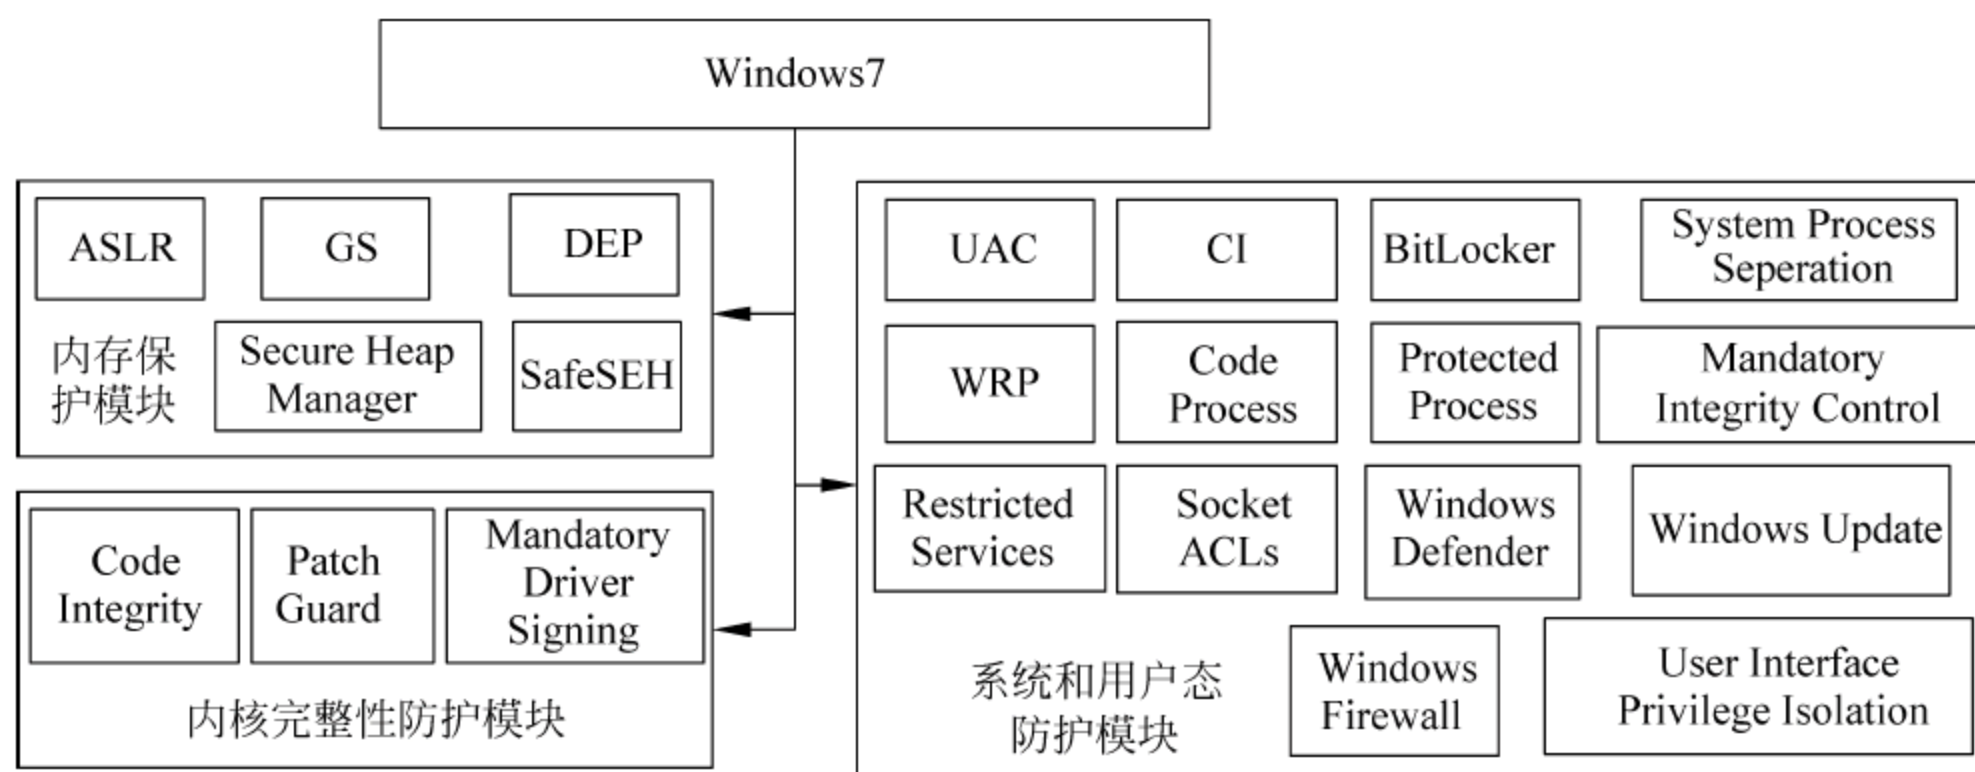 Windows7
ASLR
GS
DEP
内存保
护模块
Secure Heap
Manager
SafeSEH
Code
Integrity
Patch
Guard
Mandatory
Driver
Signing
内核完整性防护模块
UAC
CI
BitLocker
System Process
Seperation
WRP
Code
Process
Protected
Process
Mandatory
Integrity Control
Restricted
Services
Socket
ACLs
Windows
Defender
Windows Update
系统和用户态
防护模块
Windows
Firewall
User Interface
Privilege Isolation